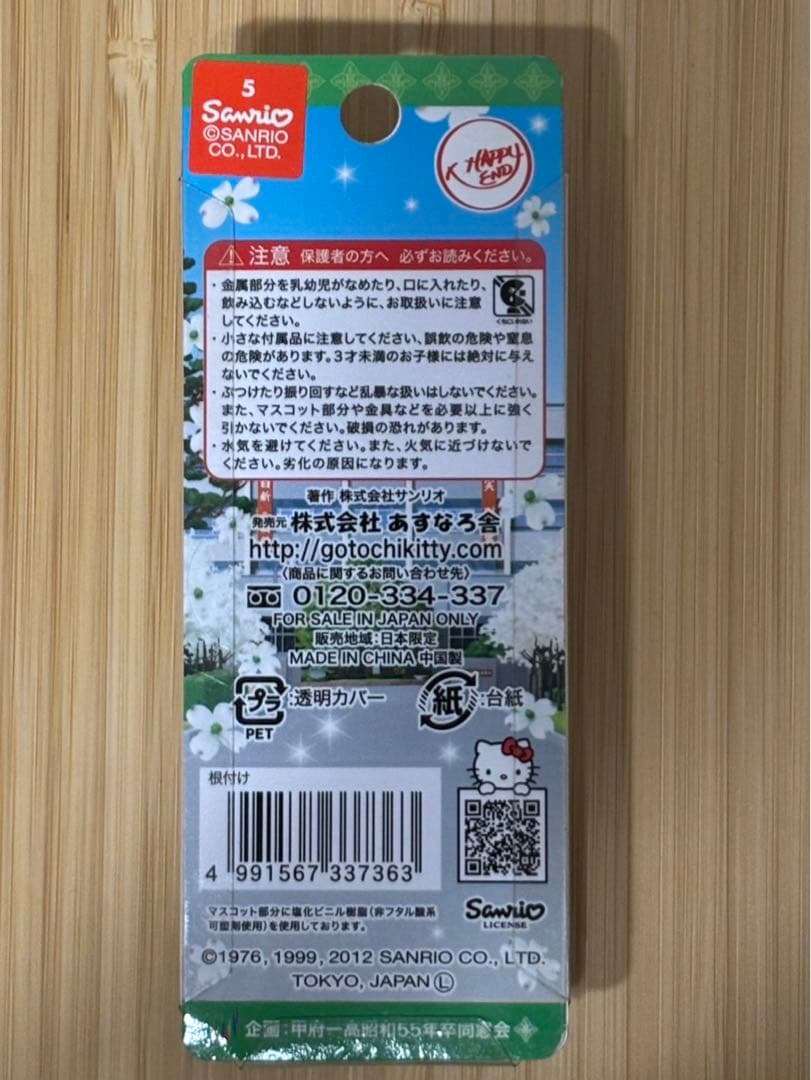 5
Sanrio
©SANRIO
CO., LTD.
HAPPY
END
注意 保護者の方へ 必ずお読みください。
・金属部分を乳幼児がなめたり、口に入れたり、
飲み込むなどしないように、お取扱いに注意
してください。
・小さな付属品に注意してください、誤飲の危険や窒息
の危険があります。3才未満のお子様には絶対に与え
ないでください。
・ぶつけたり振り回すなど乱暴な扱いはしないでください。
また、マスコット部分や金具などを必要以上に強く
引かないでください。破損の恐れがあります。
・水気を避けてください。また、火気に近づけないで
ください。劣化の原因になります。
著作 株式会社サンリオ
発売元 株式会社 あすなろ舎
http://gotochikitty.com
〈商品に関するお問い合わせ先〉
0120-334-337
FOR SALE IN JAPAN ONLY
販売地域:日本限定
MADE IN CHINA 中国製
プラ :透明カバー
PET
紙 :台紙
根付け
4 991567 337363
マスコット部分に塩化ビニル樹脂(非フタル酸系
可塑剤使用)を使用しております。
Sanrio
LICENSE
©1976, 1999, 2012 SANRIO CO., LTD.
TOKYO, JAPAN Ⓛ
企画:甲府一高昭和55年卒同窓会